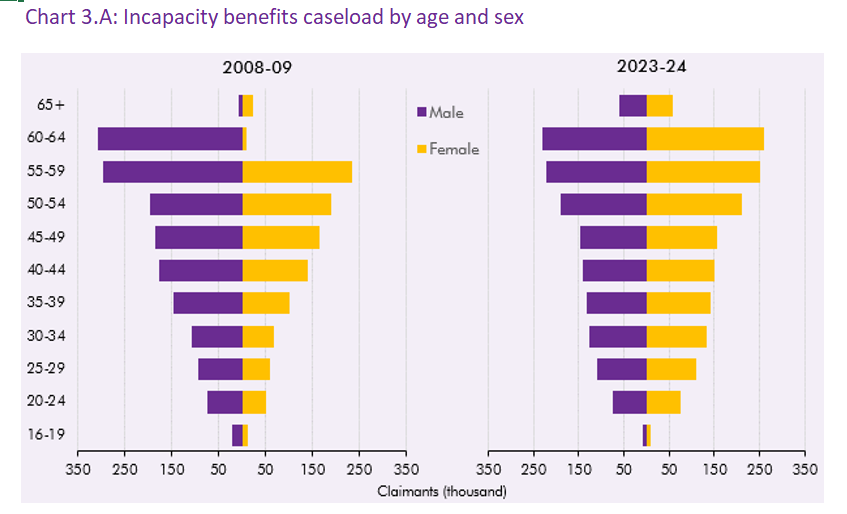 Chart 3.A: Incapacity benefits caseload by age and sex
2008-09 2023-24
65+
Male
60-64
Female
55-59
50-54
45-49
40-44
35-39
30-34
25-29
20-24
16-19
350 250 150 50 50 150 250 350 350 250 150 50 50 150 250 350
Claimants (thousand)